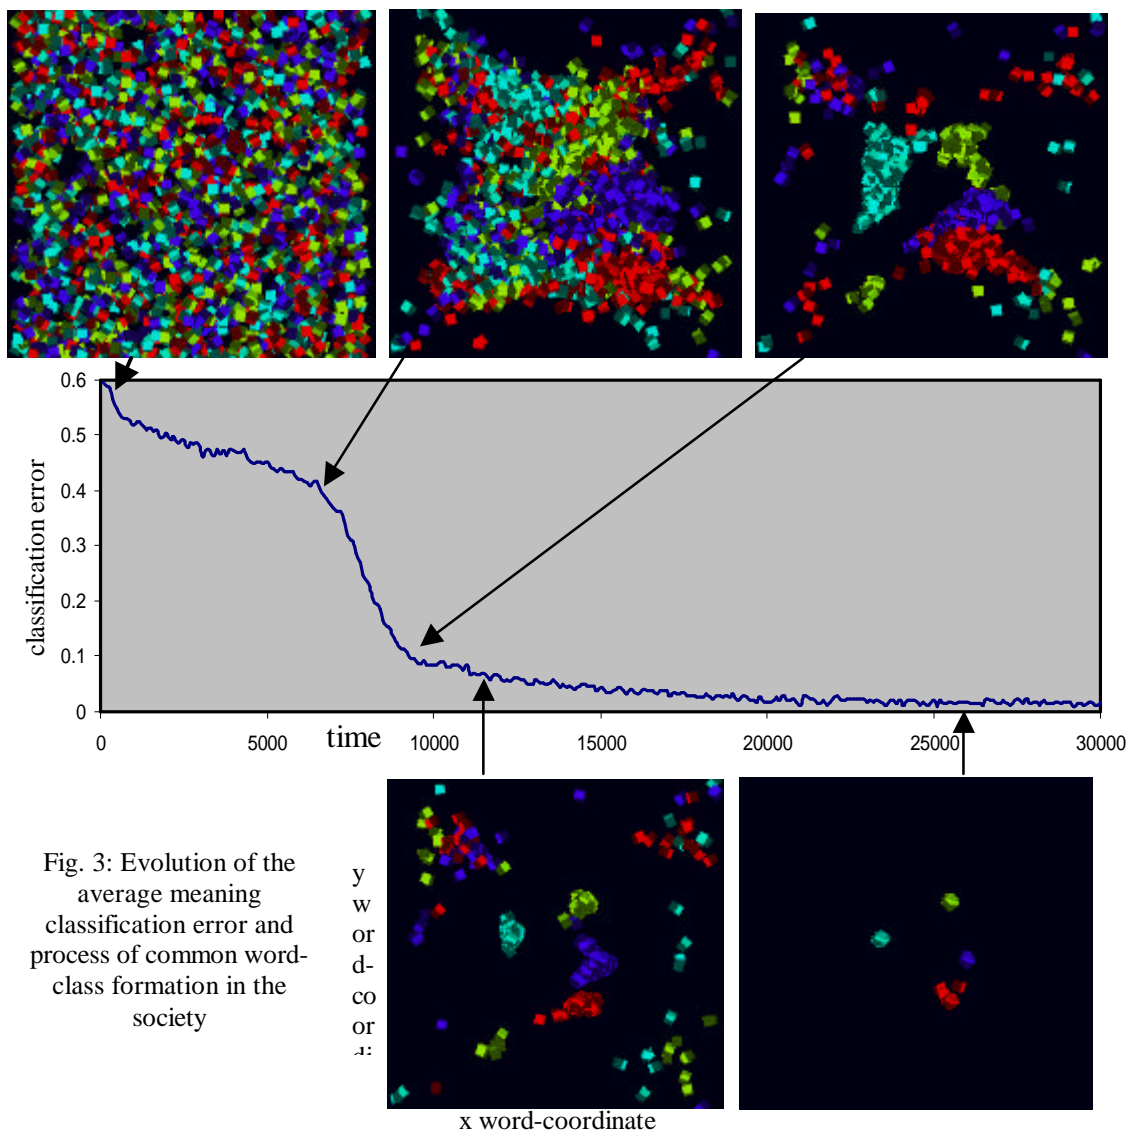 0.6
0.5
0.4
0.3
0.2
0.1
0
classification error
0
5000
10000
15000
20000
25000
30000
time
Fig. 3: Evolution of the
average meaning
classification error and
process of common word-
class formation in the
society
y
w
or
d-
co
or
x word-coordinate